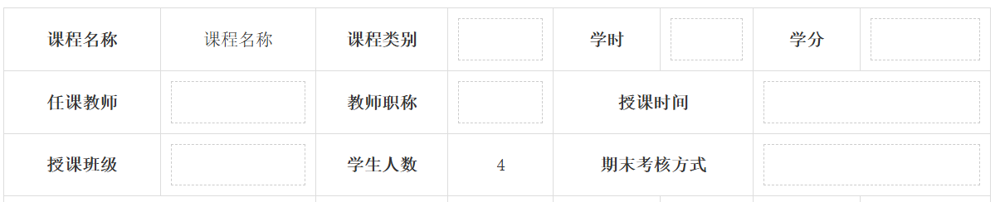 课程名称 课程名称 课程类别 学时 学分
任课教师 教师职称 授课时间
授课班级 学生人数 4 期末考核方式